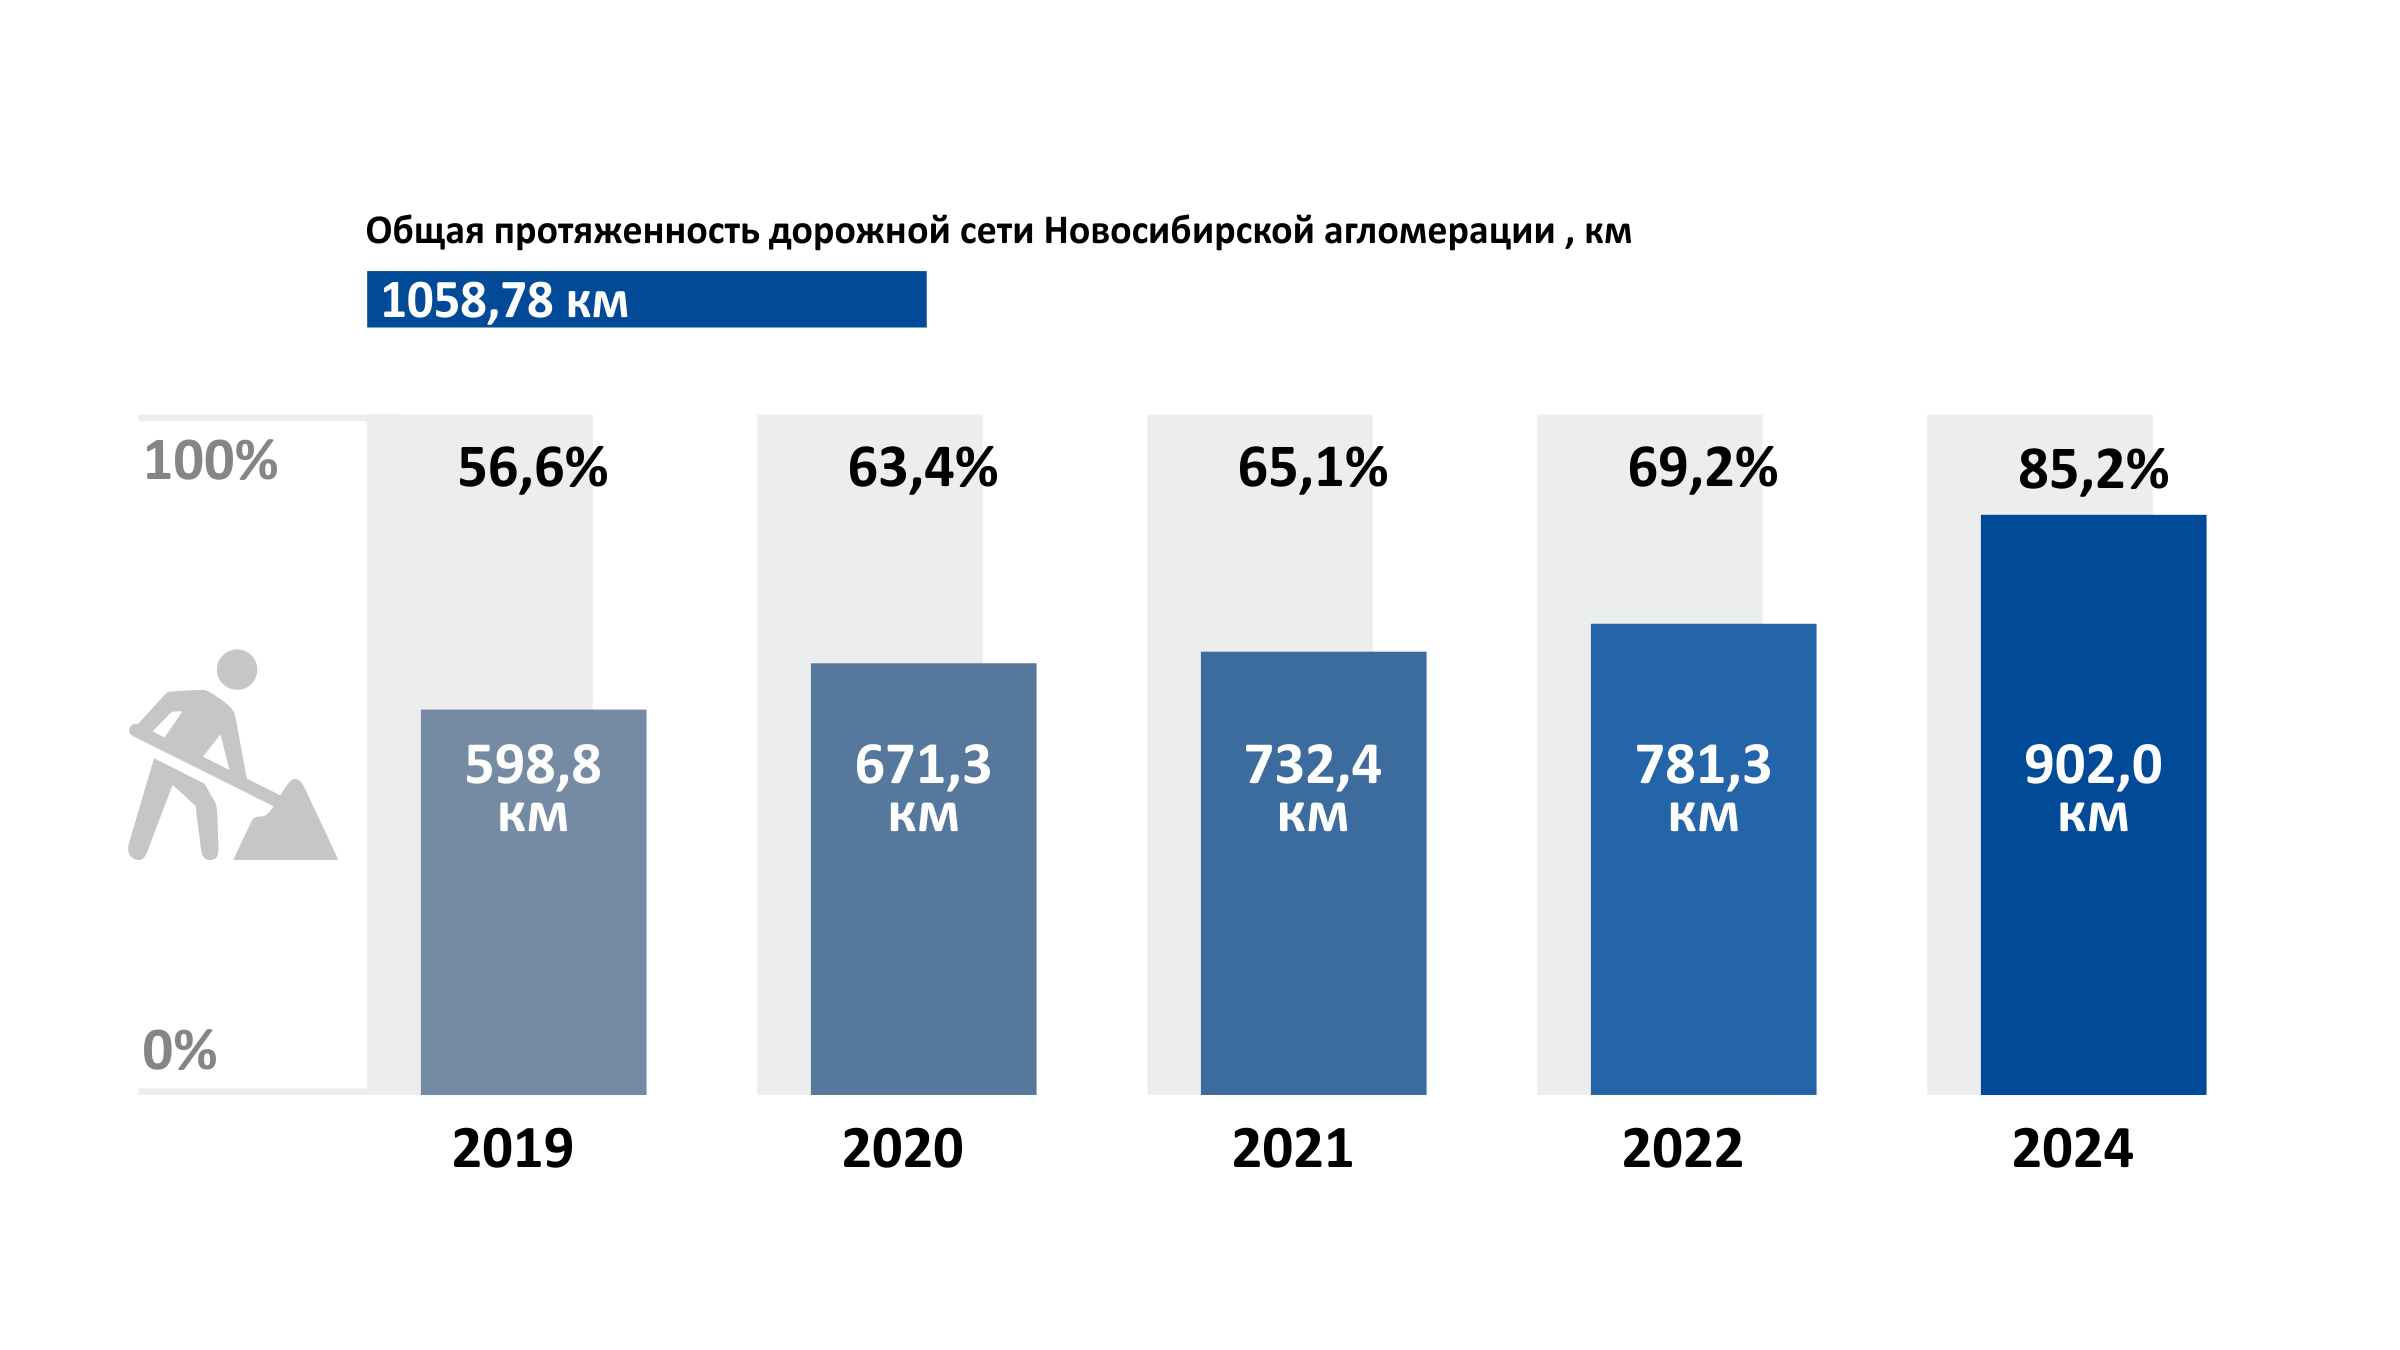 Общая протяженность дорожной сети Новосибирской агломерации , км
1058,78 км
100%
56,6%
63,4%
65,1%
69,2%
85,2%
598,8
км
671,3
км
732,4
км
781,3
км
902,0
км
0%
2019
2020
2021
2022
2024